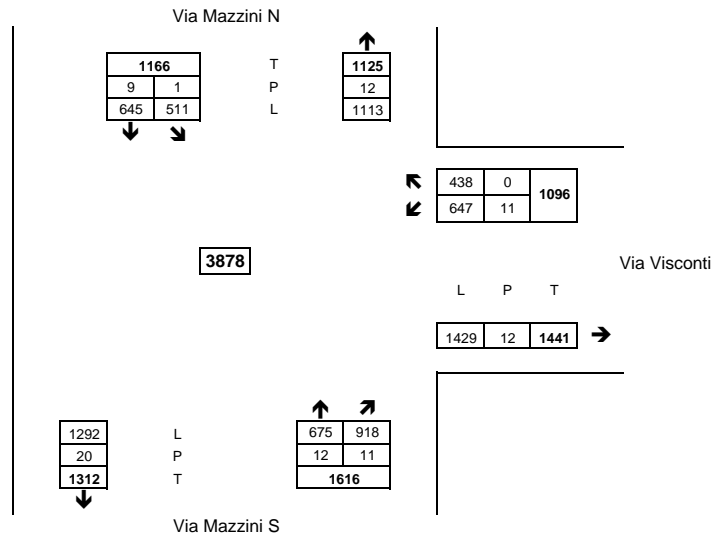 Via Mazzini N
1166 T 1125
9 1 P 12
645 511 L 1113
438 0 1096
647 11
3878
Via Visconti
L P T
1429 12 1441
1292 L 675 918
20 P 12 11
1312 T 1616
Via Mazzini S